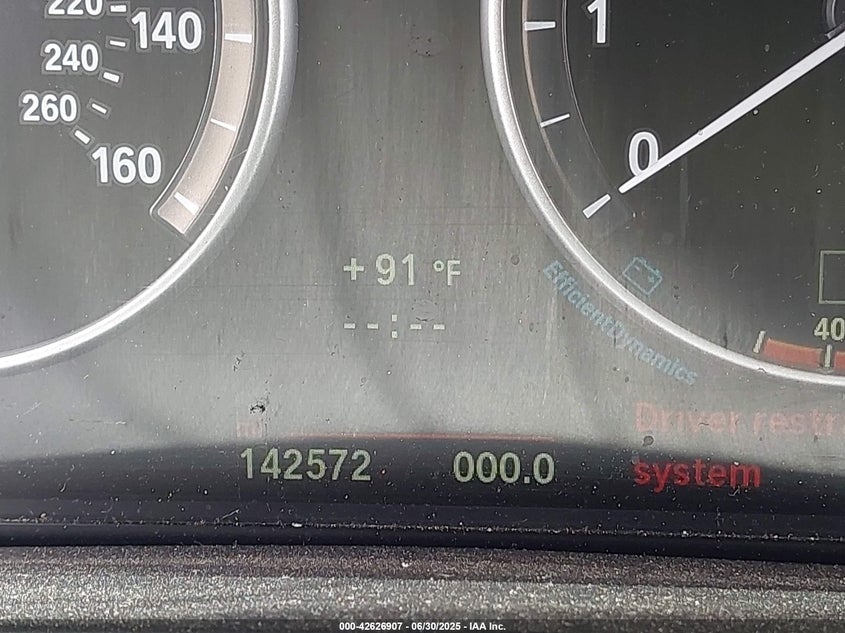 220
140
240
260
160
1
0
+ 91 °F
--:--
EfficientDynamics
40
mi
Driver restr
142572 000.0 system
000-42626907 - 06/30/2025 - IAA Inc.